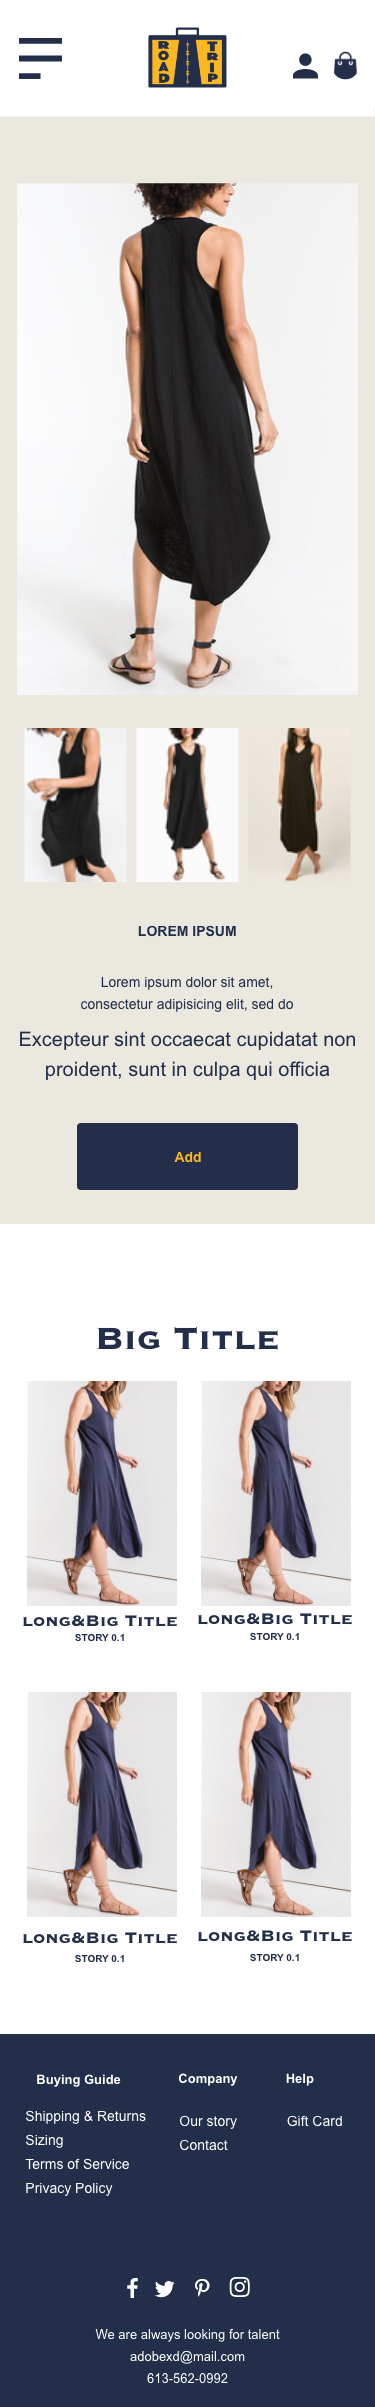 ROAD
TRIP
LOREM IPSUM
Lorem ipsum dolor sit amet,
consectetur adipisicing elit, sed do
Excepteur sint occaecat cupidatat non
proident, sunt in culpa qui officia
Add
Big Title
LONG&Big Title
STORY 0.1
LONG&Big Title
STORY 0.1
LONG&Big Title
STORY 0.1
LONG&Big Title
STORY 0.1
Buying Guide
Shipping & Returns
Sizing
Terms of Service
Privacy Policy
Company
Our story
Contact
Help
Gift Card
We are always looking for talent
adobexd@mail.com
613-562-0992